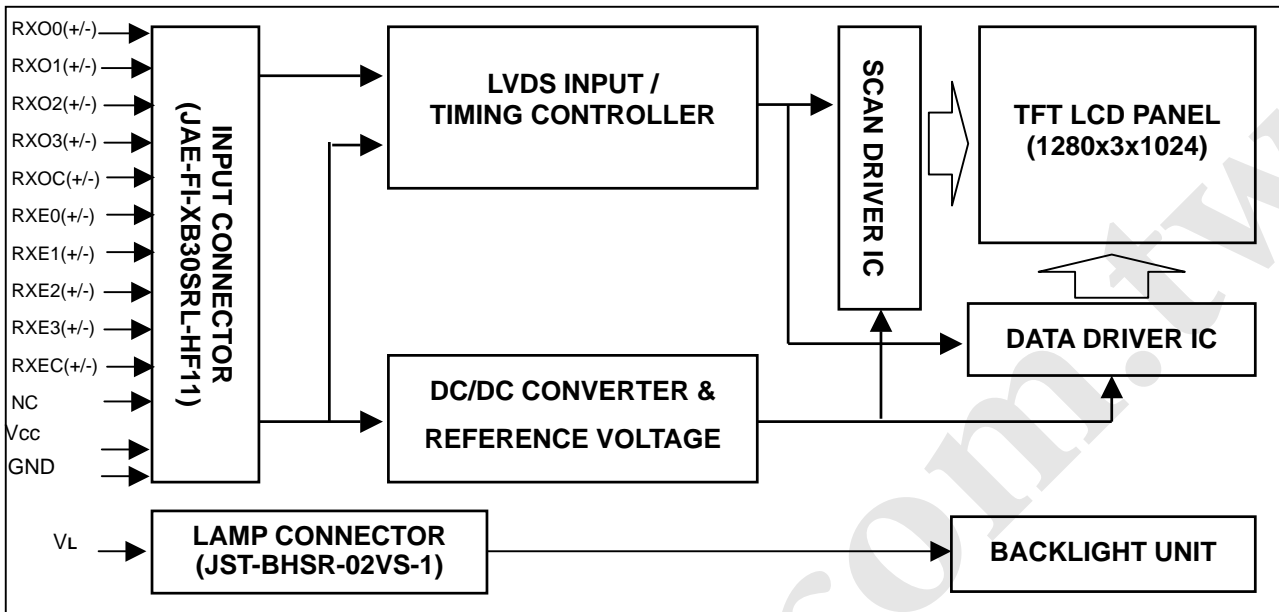 RXO0(+/-)
RXO1(+/-)
RXO2(+/-)
RXO3(+/-)
RXOC(+/-)
RXE0(+/-)
RXE1(+/-)
RXE2(+/-)
RXE3(+/-)
RXEC(+/-)
NC
Vcc
GND
INPUT CONNECTOR
(JAE-FI-XB30SRL-HF11)
LVDS INPUT /
TIMING CONTROLLER
SCAN DRIVER IC
TFT LCD PANEL
(1280x3x1024)
DATA DRIVER IC
DC/DC CONVERTER &
REFERENCE VOLTAGE
VL
LAMP CONNECTOR
(JST-BHSR-02VS-1)
BACKLIGHT UNIT
om.tw